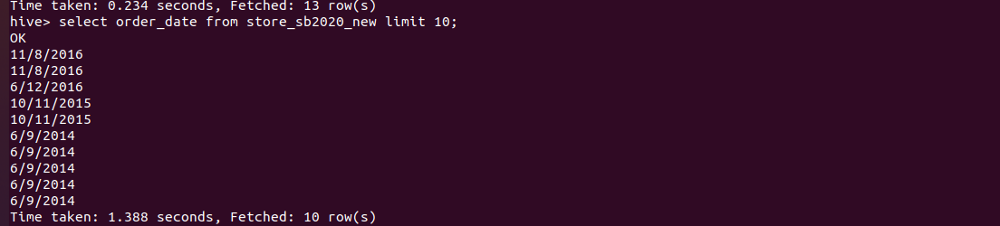 Time taken: 0.234 seconds, Fetched: 13 row(s)
hive> select order_date from store_sb2020_new limit 10;
OK
11/8/2016
11/8/2016
6/12/2016
10/11/2015
10/11/2015
6/9/2014
6/9/2014
6/9/2014
6/9/2014
6/9/2014
Time taken: 1.388 seconds, Fetched: 10 row(s)